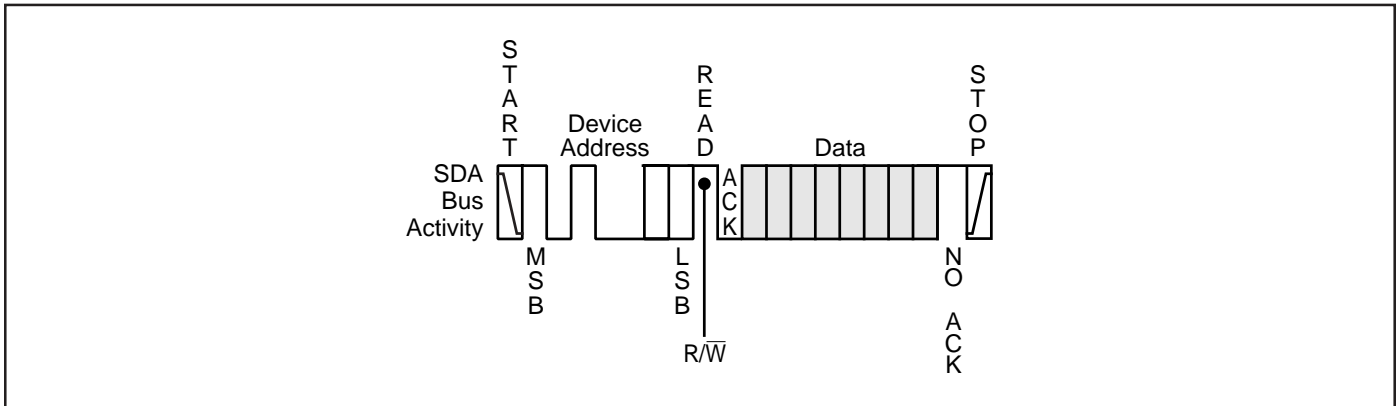 START
READ
STOP
Device
Address
Data
SDA
Bus
Activity
ACK
MSB
LSB
NO ACK
R/W̅